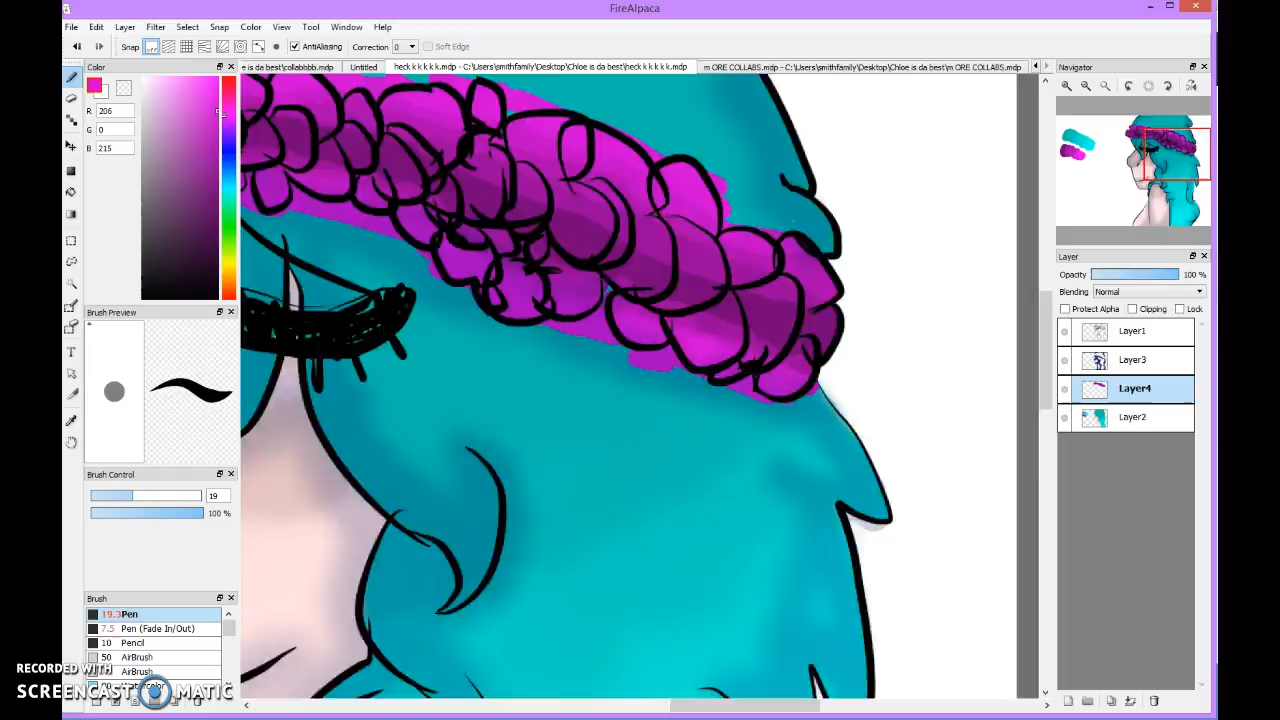 FireAlpaca
File Edit Layer Filter Select Snap Color View Tool Window Help
Snap AntiAliasing Correction 0 Soft Edge
Color
e is da best\collabbbb.mdp Untitled heck k k k k k.mdp - C:\Users\smithfamily\Desktop\Chloe is da best\heck k k k k k.mdp m ORE COLLABS.mdp - C:\Users\smithfamily\Desktop\Chloe is da best\m ORE COLLABS.mdp
Navigator
R 206
G 0
B 215
Layer
Opacity 100 %
Blending Normal
Protect Alpha Clipping Lock
Brush Preview
Layer1
Layer3
Layer4
Layer2
Brush Control
19
100 %
Brush
19.3 Pen
7.5 Pen (Fade In/Out)
10 Pencil
50 AirBrush
AirBrush
RECORDED WITH
SCREENCAST MATIC